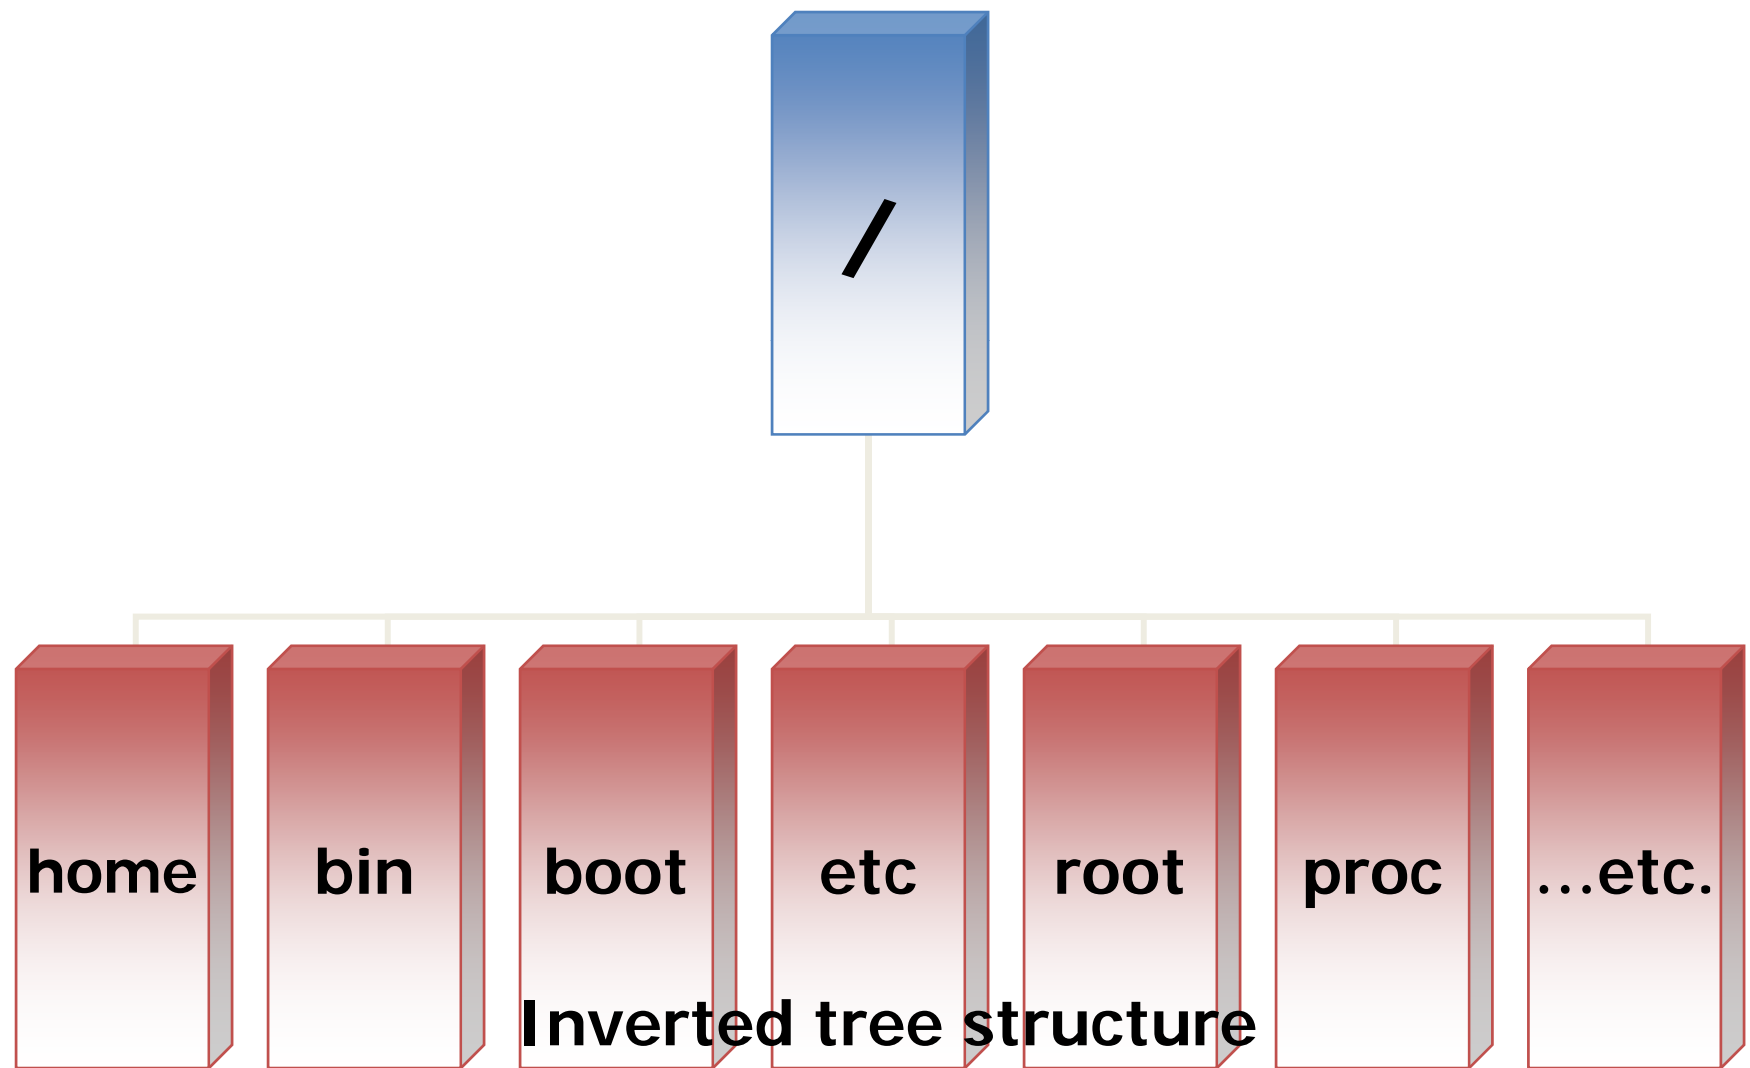 /
home
bin
boot
etc
root
proc
...etc.
Inverted tree structure